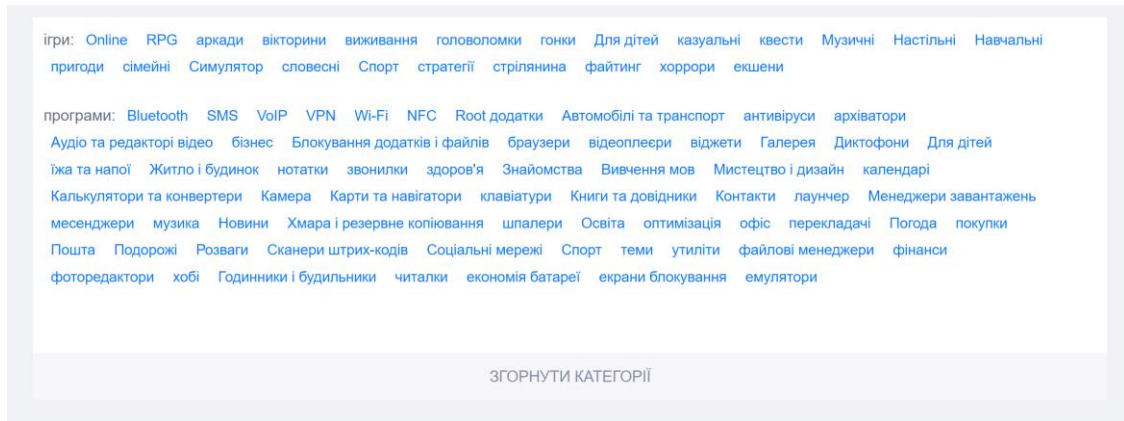 ігри: Online RPG аркади вікторини виживання головоломки гонки Для дітей казуальні квести Музичні Настільні Навчальні
пригоди сімейні Симулятор словесні Спорт стратегії стрілянина файтинг хоррори екшени
програми: Bluetooth SMS VoIP VPN Wi-Fi NFC Root додатки Автомобілі та транспорт антивіруси архіватори
Аудіо та редакторі відео бізнес Блокування додатків і файлів браузери відеоплеєри віджети Галерея Диктофони Для дітей
їжа та напої Житло і будинок нотатки звонилки здоров'я Знайомства Вивчення мов Мистецтво і дизайн календарі
Калькулятори та конвертери Камера Карти та навігатори клавіатури Книги та довідники Контакти лаунчер Менеджери завантажень
месенджери музика Новини Хмара і резервне копіювання шпалери Освіта оптимізація офіс перекладачі Погода покупки
Пошта Подорожі Розваги Сканери штрих-кодів Соціальні мережі Спорт теми утиліти файлові менеджери фінанси
фоторедактори хобі Годинники і будильники читалки економія батареї екрани блокування емулятори
ЗГОРНУТИ КАТЕГОРІЇ